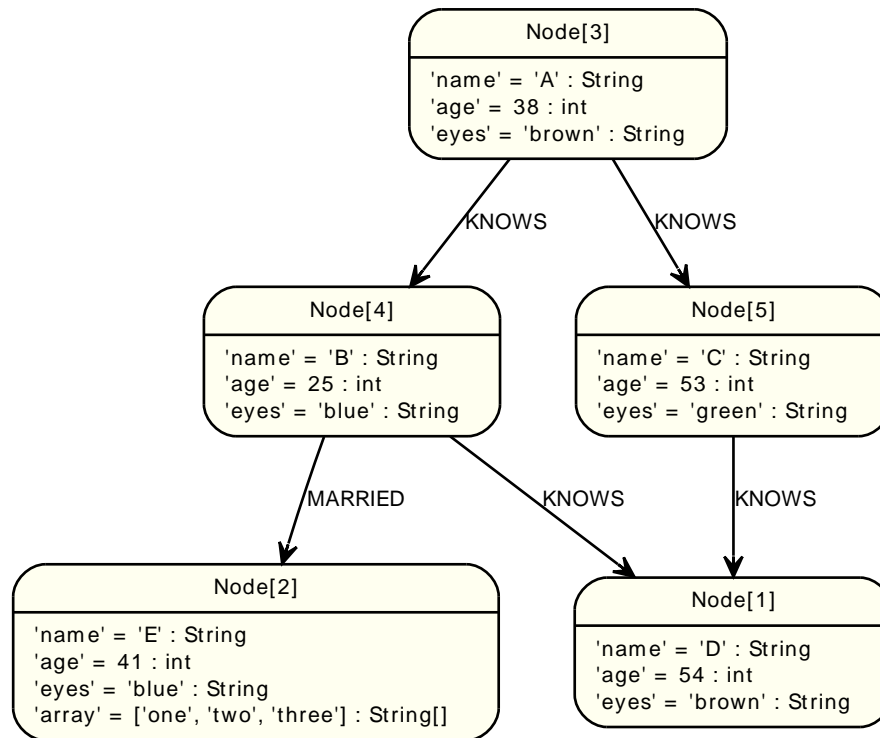 Node[3]
'name' = 'A' : String
'age' = 38 : int
'eyes' = 'brown' : String
KNOWS
KNOWS
Node[4]
'name' = 'B' : String
'age' = 25 : int
'eyes' = 'blue' : String
Node[5]
'name' = 'C' : String
'age' = 53 : int
'eyes' = 'green' : String
MARRIED
KNOWS
KNOWS
Node[2]
'name' = 'E' : String
'age' = 41 : int
'eyes' = 'blue' : String
'array' = ['one', 'two', 'three'] : String[]
Node[1]
'name' = 'D' : String
'age' = 54 : int
'eyes' = 'brown' : String